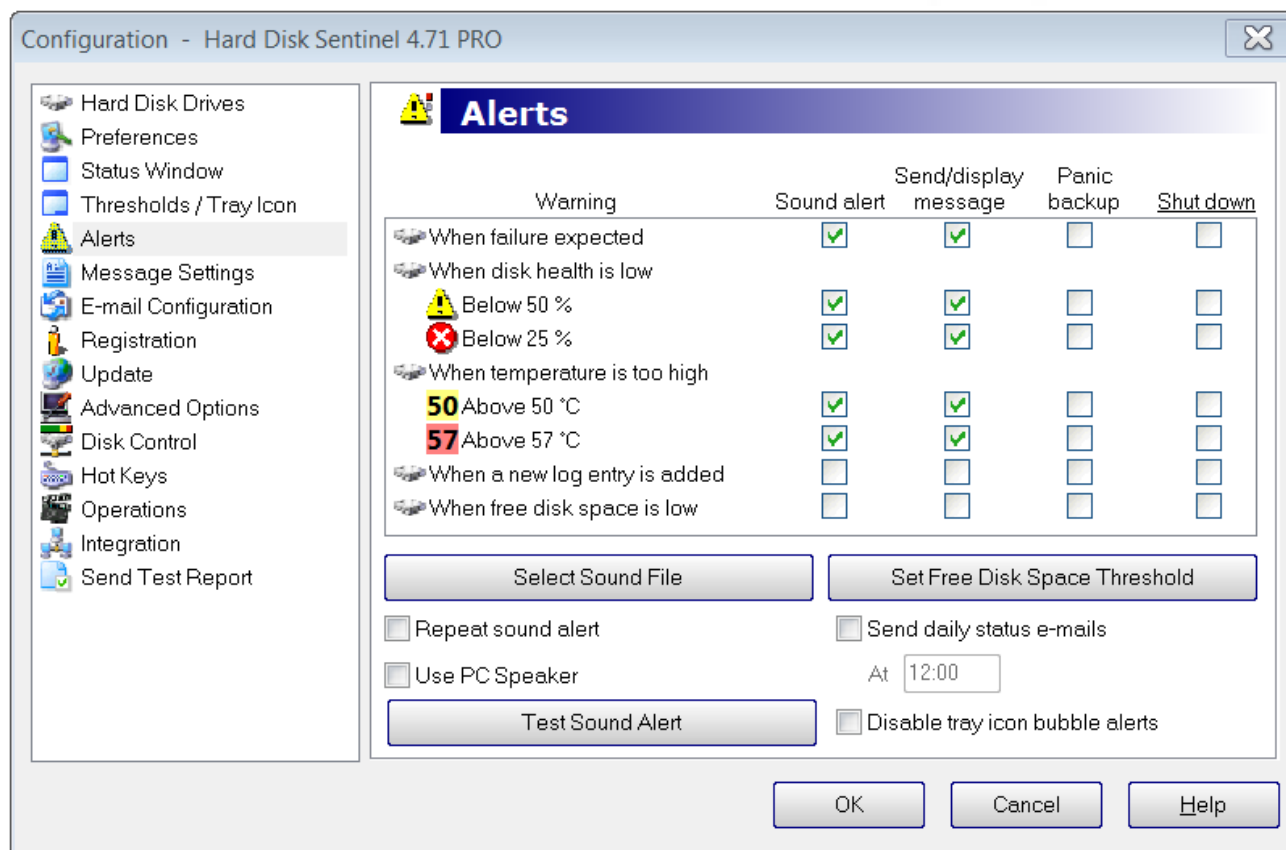 Configuration - Hard Disk Sentinel 4.71 PRO
Hard Disk Drives
Preferences
Status Window
Thresholds / Tray Icon
Alerts
Message Settings
E-mail Configuration
Registration
Update
Advanced Options
Disk Control
Hot Keys
Operations
Integration
Send Test Report
Alerts
Warning
Sound alert
Send/display
message
Panic
backup
Shut down
When failure expected
When disk health is low
Below 50 %
Below 25 %
When temperature is too high
50 Above 50 °C
57 Above 57 °C
When a new log entry is added
When free disk space is low
Select Sound File
Set Free Disk Space Threshold
Repeat sound alert
Send daily status e-mails
Use PC Speaker
At 12:00
Test Sound Alert
Disable tray icon bubble alerts
OK
Cancel
Help